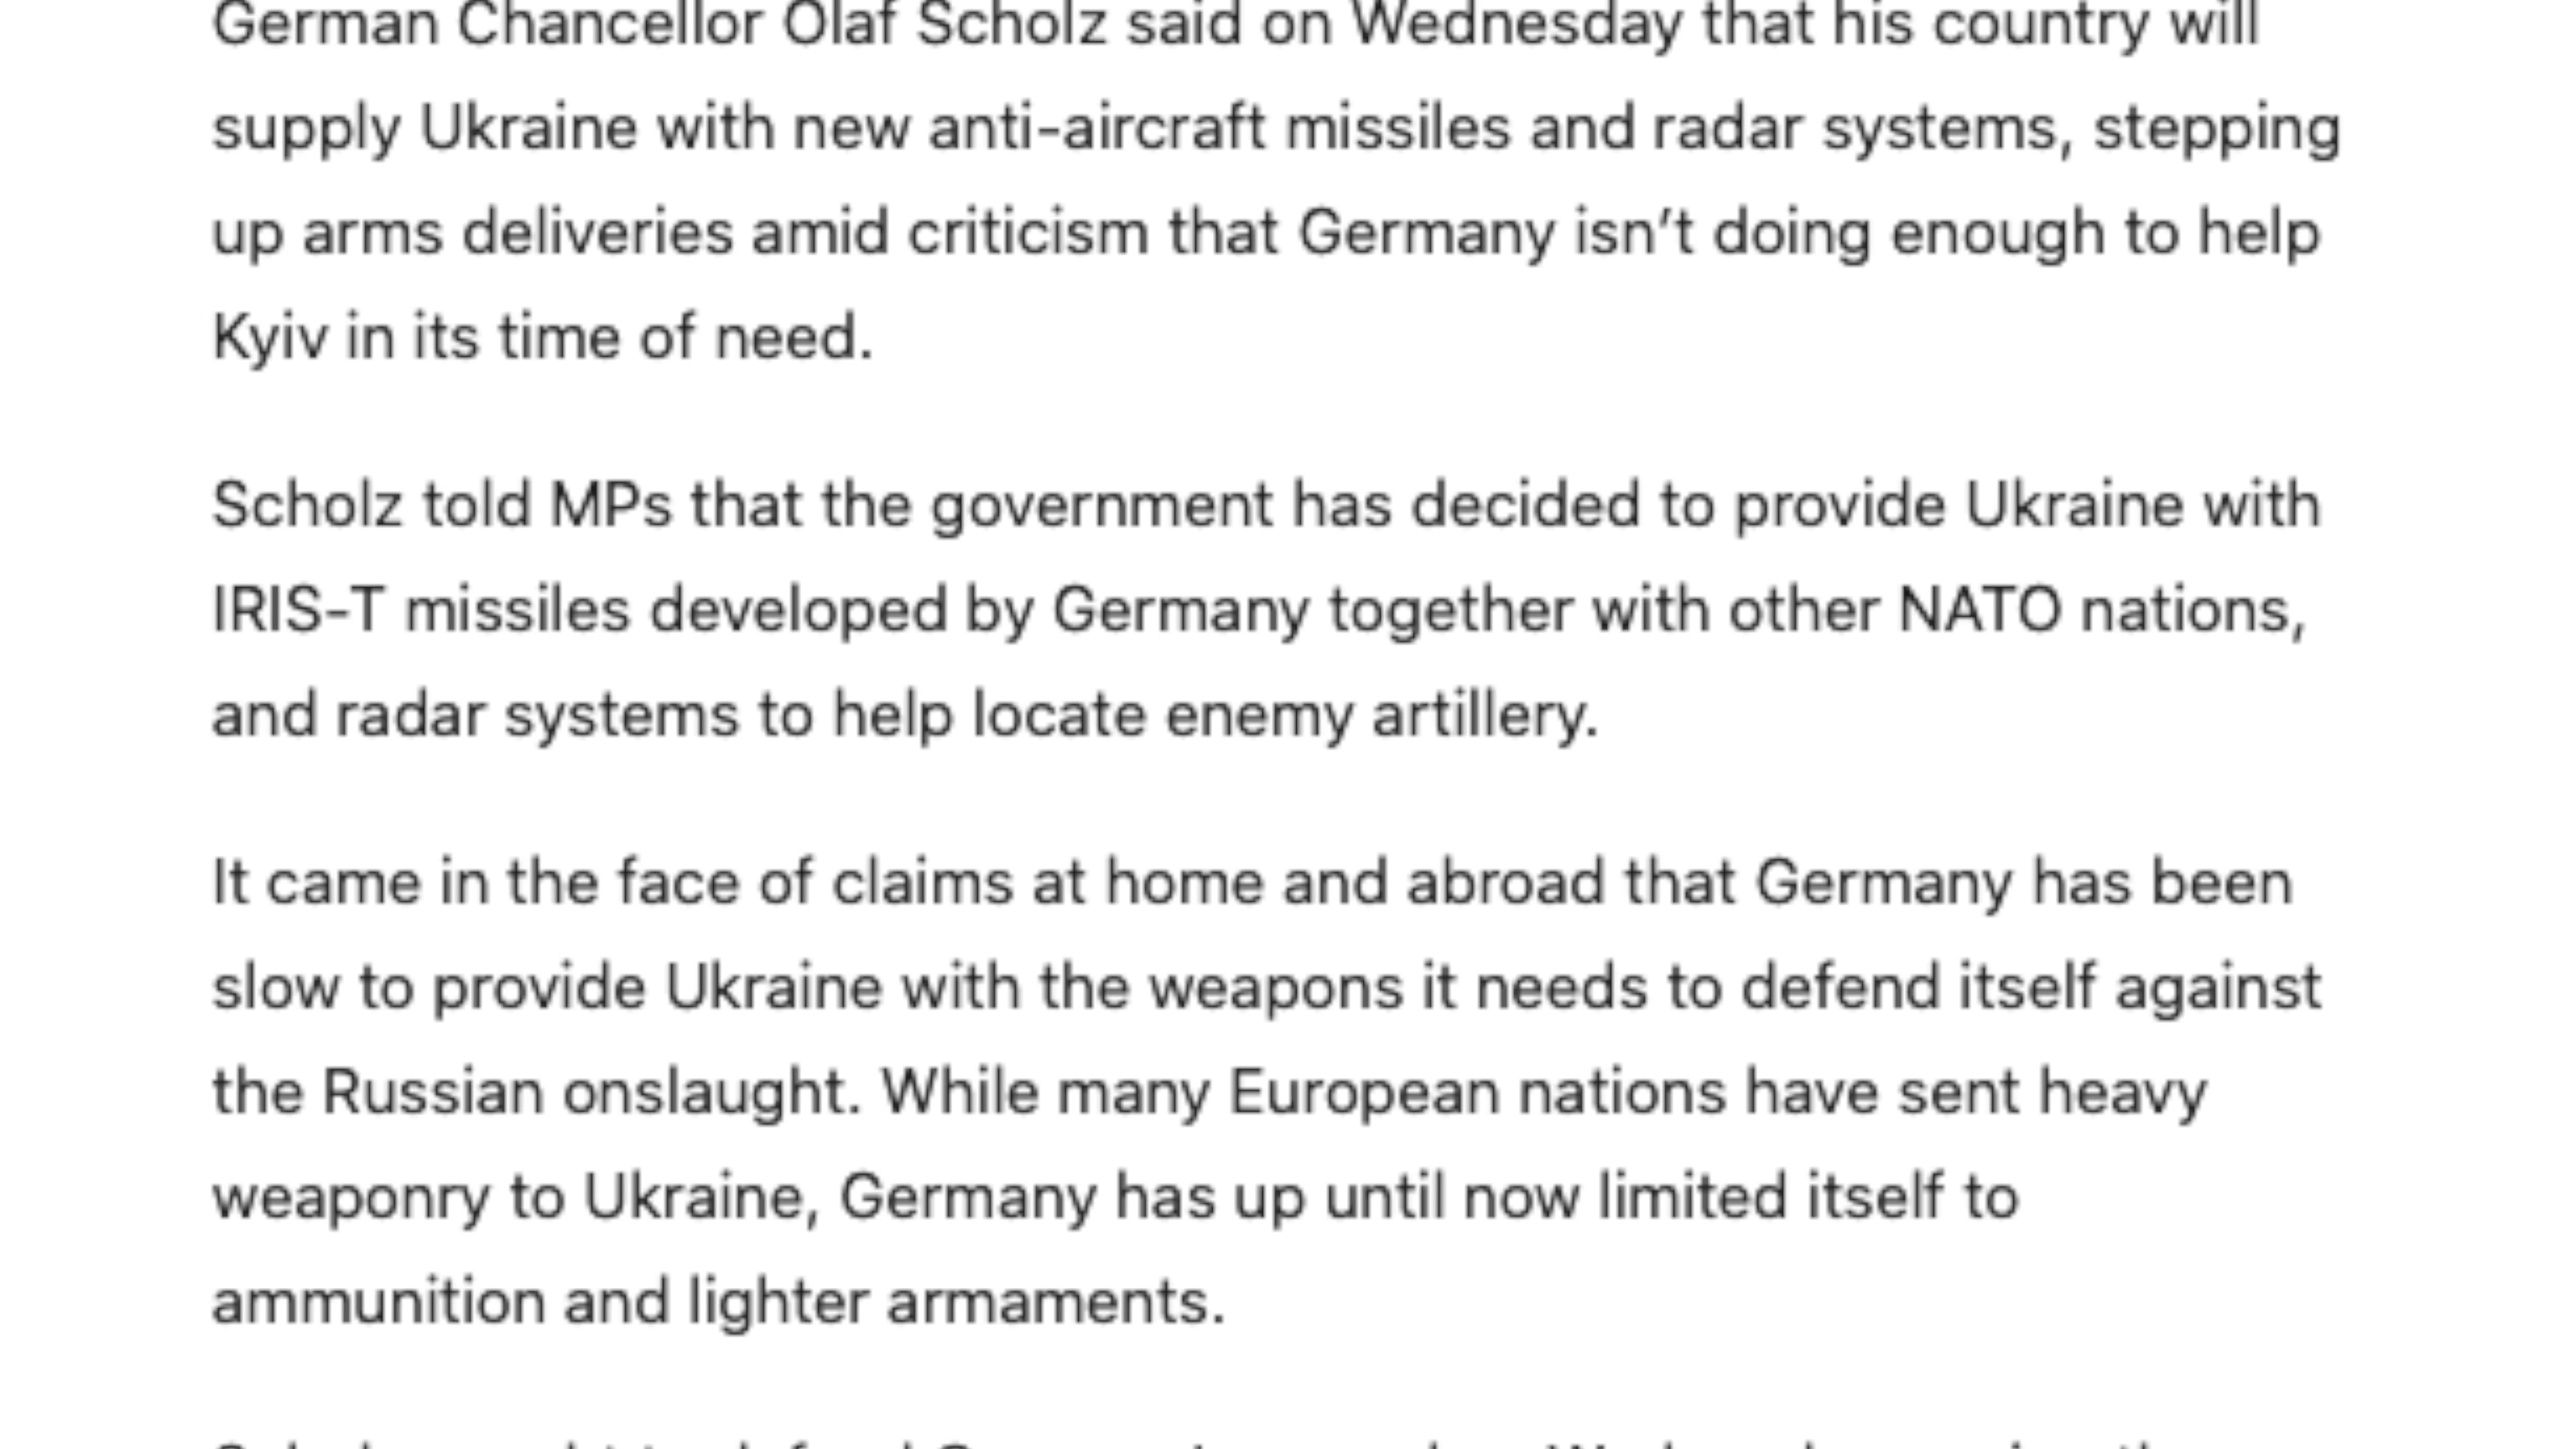 German Chancellor Olaf Scholz said on Wednesday that his country will
supply Ukraine with new anti-aircraft missiles and radar systems, stepping
up arms deliveries amid criticism that Germany isn’t doing enough to help
Kyiv in its time of need.
Scholz told MPs that the government has decided to provide Ukraine with
IRIS-T missiles developed by Germany together with other NATO nations,
and radar systems to help locate enemy artillery.
It came in the face of claims at home and abroad that Germany has been
slow to provide Ukraine with the weapons it needs to defend itself against
the Russian onslaught. While many European nations have sent heavy
weaponry to Ukraine, Germany has up until now limited itself to
ammunition and lighter armaments.